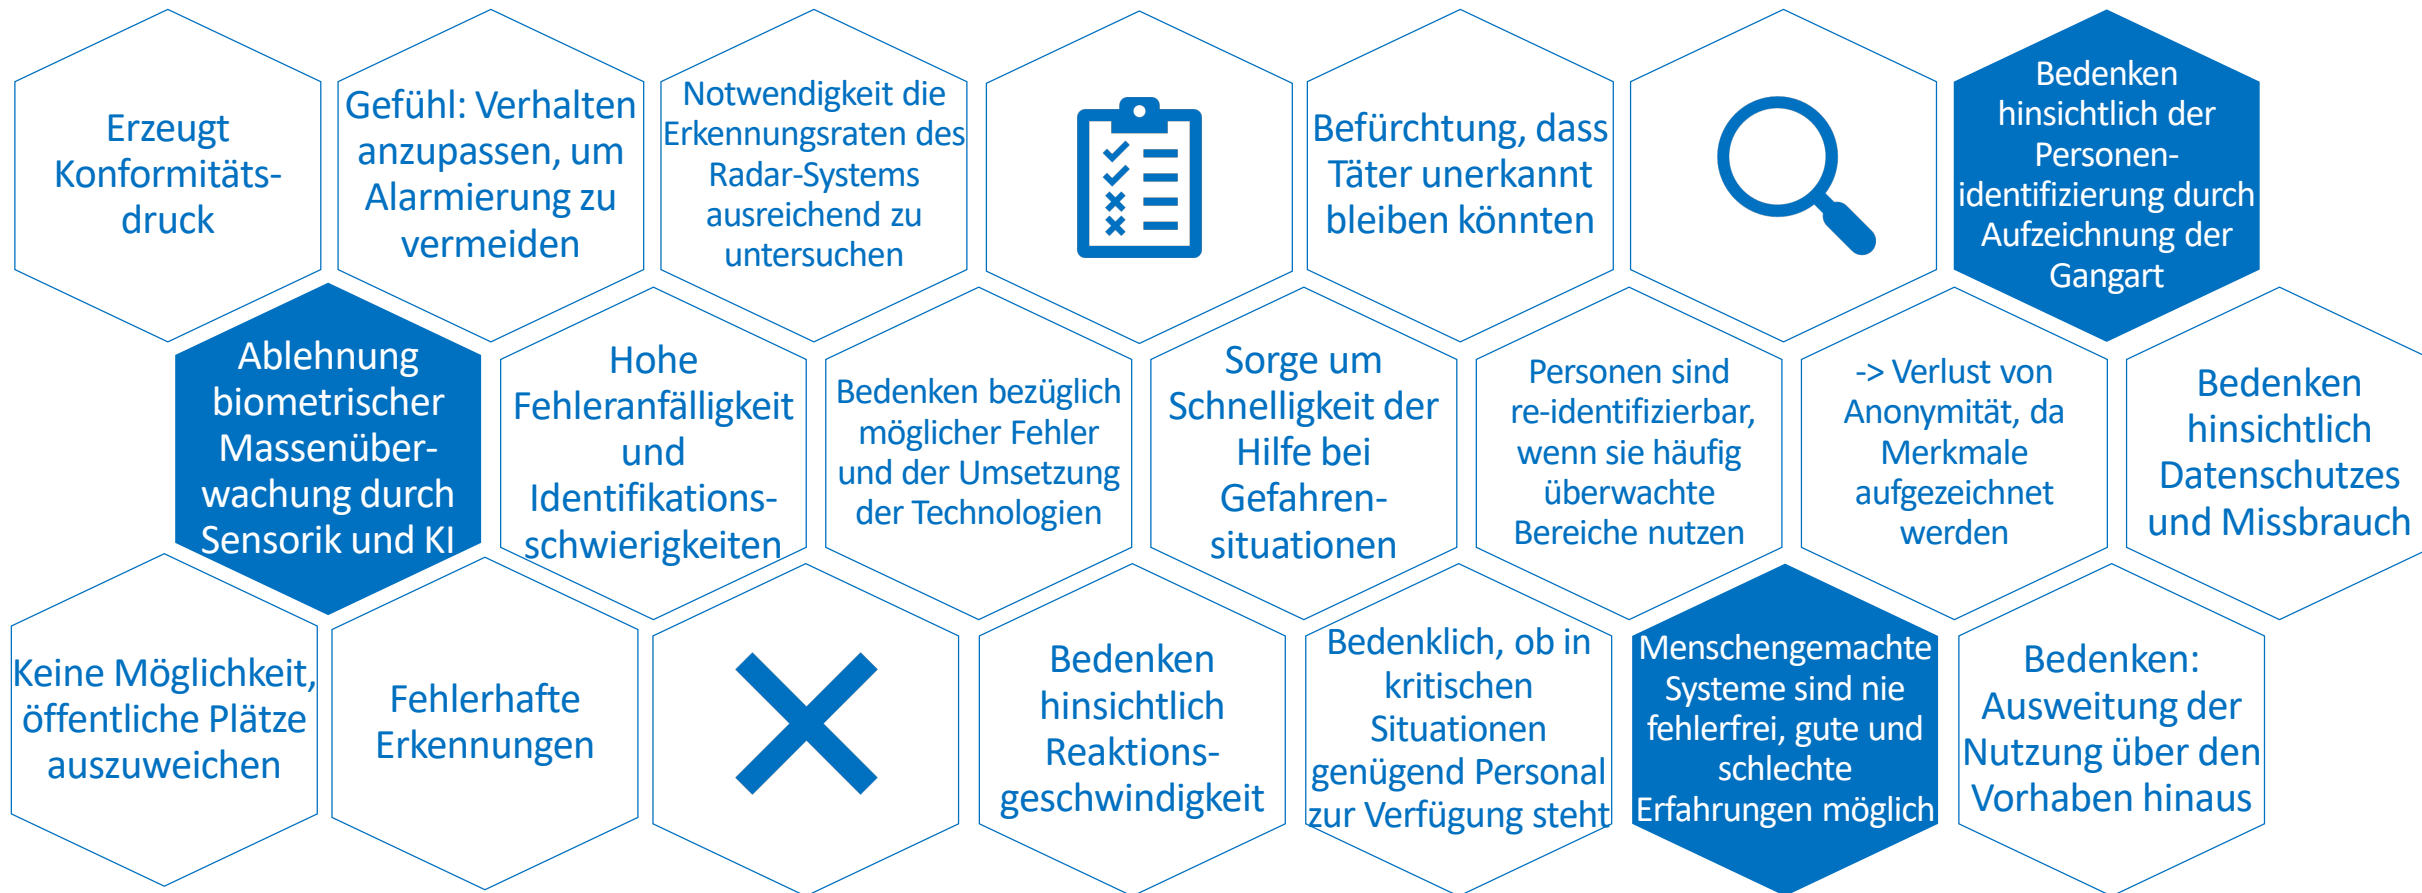 Erzeugt
Konformitäts-
druck
Gefühl: Verhalten
anzupassen, um
Alarmierung zu
vermeiden
Notwendigkeit die
Erkennungsraten des
Radar-Systems
ausreichend zu
untersuchen
Befürchtung, dass
Täter unerkannt
bleiben könnten
Bedenken
hinsichtlich der
Personen-
identifizierung durch
Aufzeichnung der
Gangart
Ablehnung
biometrischer
Massenüber-
wachung durch
Sensorik und KI
Hohe
Fehleranfälligkeit
und
Identifikations-
schwierigkeiten
Bedenken bezüglich
möglicher Fehler
und der Umsetzung
der Technologien
Sorge um
Schnelligkeit der
Hilfe bei
Gefahren-
situationen
Personen sind
re-identifizierbar,
wenn sie häufig
überwachte
Bereiche nutzen
-> Verlust von
Anonymität, da
Merkmale
aufgezeichnet
werden
Bedenken
hinsichtlich
Datenschutzes
und Missbrauch
Keine Möglichkeit,
öffentliche Plätze
auszuweichen
Fehlerhafte
Erkennungen
Bedenken
hinsichtlich
Reaktions-
geschwindigkeit
Bedenklich, ob in
kritischen
Situationen
genügend Personal
zur Verfügung steht
Menschengemachte
Systeme sind nie
fehlerfrei, gute und
schlechte
Erfahrungen möglich
Bedenken:
Ausweitung der
Nutzung über den
Vorhaben hinaus